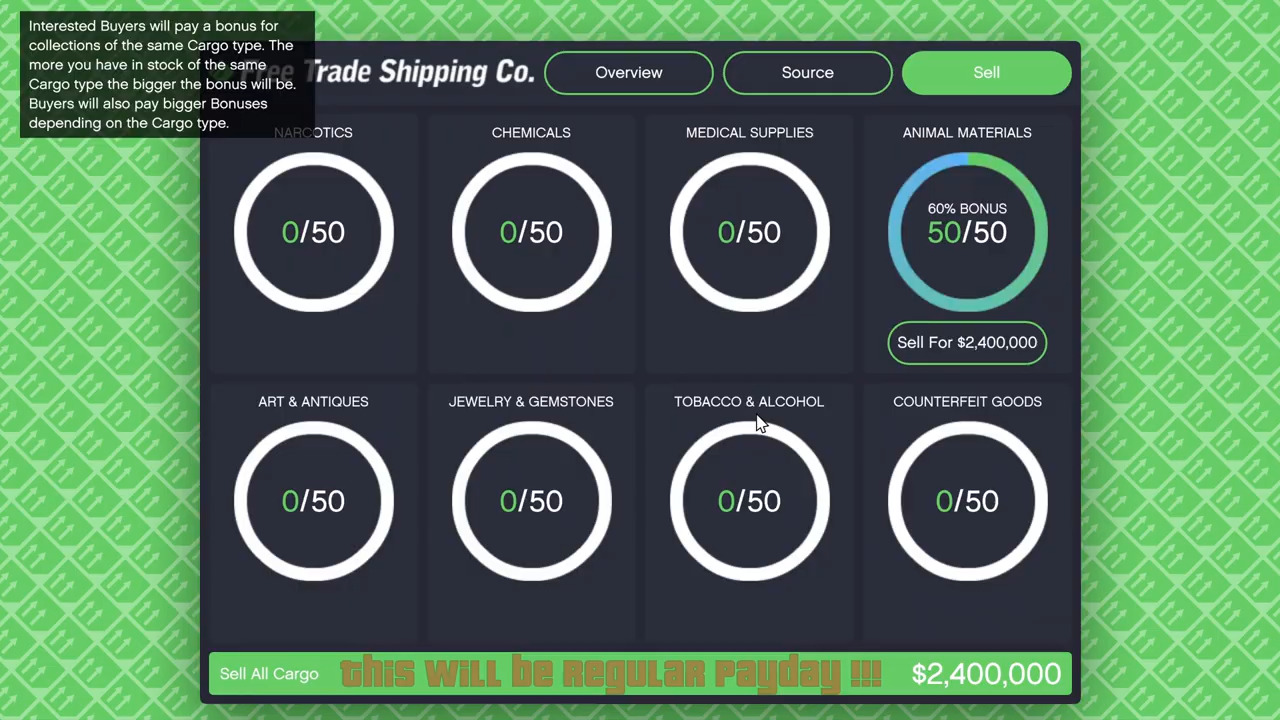 Interested Buyers will pay a bonus for
collections of the same Cargo type. The
more you have in stock of the same
Cargo type the bigger the bonus will be.
Buyers will also pay bigger Bonuses
depending on the Cargo type.
Free Trade Shipping Co.
Overview
Source
Sell
NARCOTICS
CHEMICALS
MEDICAL SUPPLIES
ANIMAL MATERIALS
0/50
0/50
0/50
60% BONUS
50/50
Sell For $2,400,000
ART & ANTIQUES
JEWELRY & GEMSTONES
TOBACCO & ALCOHOL
COUNTERFEIT GOODS
0/50
0/50
0/50
0/50
Sell All Cargo
this will be regular payday !!!
$2,400,000